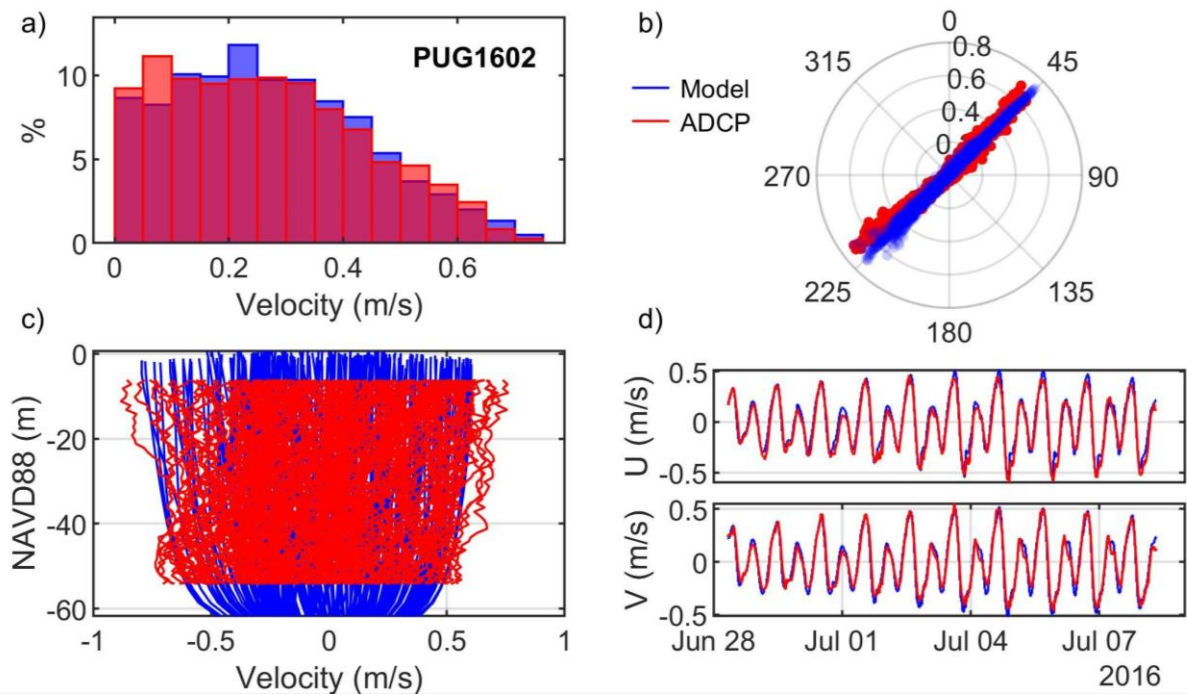 a)
PUG1602
10
5
0
%
0
0.2
0.4
0.6
Velocity (m/s)
b)
Model
ADCP
0
45
90
135
180
225
270
315
0.8
0.6
0.4
0.
c)
0
-20
-40
-60
NAVD88 (m)
-1
-0.5
0
0.5
1
Velocity (m/s)
d)
0.5
0
-0.5
U (m/s)
0.5
0
-0.5
V (m/s)
Jun 28
Jul 01
Jul 04
Jul 07
2016